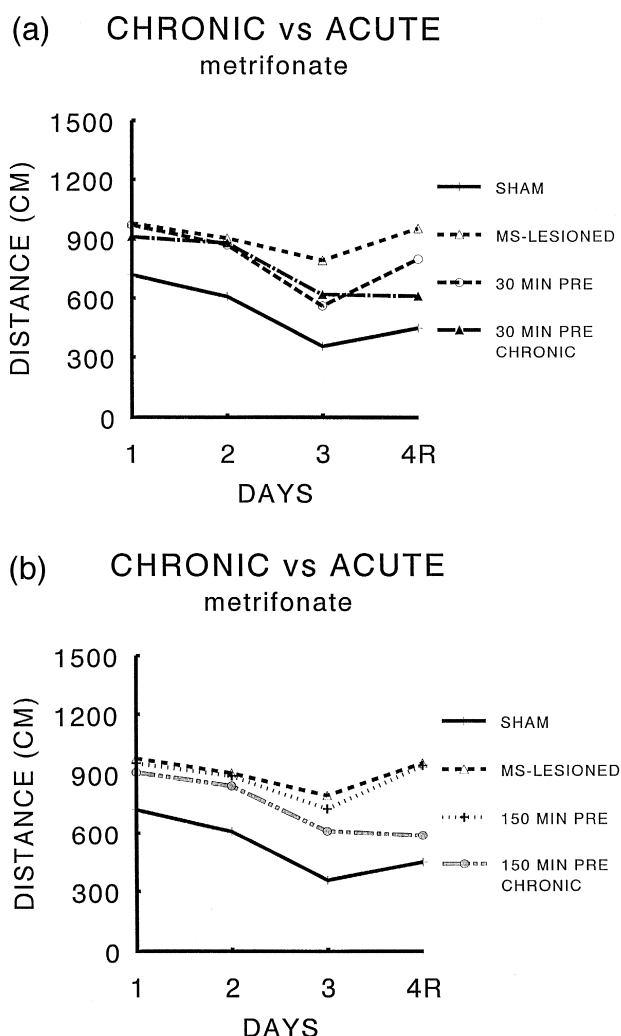 (a) CHRONIC vs ACUTE
metrifonate
1500
1200
900
600
300
0
DISTANCE (CM)
1 2 3 4R
DAYS
SHAM
MS-LESIONED
30 MIN PRE
30 MIN PRE
CHRONIC
(b) CHRONIC vs ACUTE
metrifonate
1500
1200
900
600
300
0
DISTANCE (CM)
1 2 3 4R
DAYS
SHAM
MS-LESIONED
150 MIN PRE
150 MIN PRE
CHRONIC